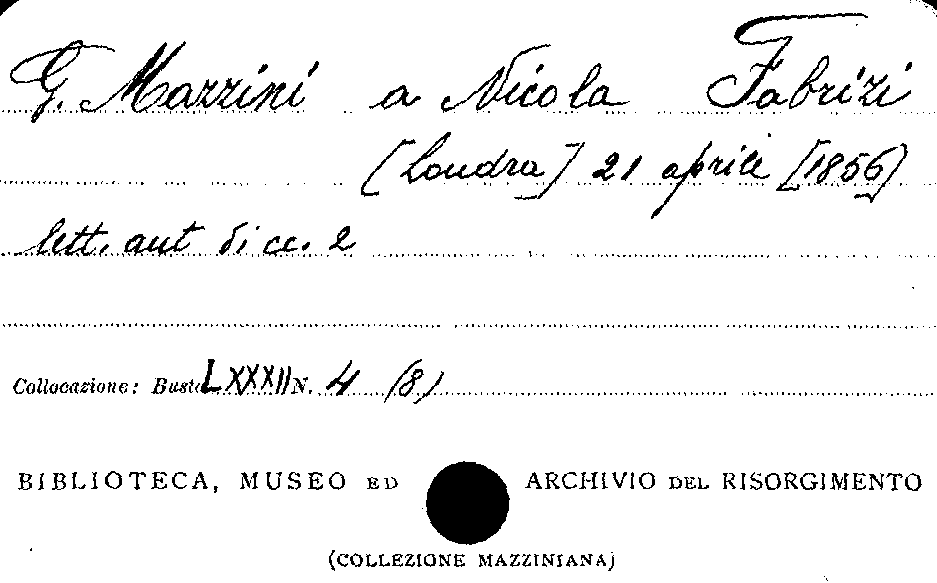 G. Mazzini a Nicola Fabrizi
[Londra] 21 aprile [1856]
lett. aut di cc. 2
Collocazione: Busta LXXXII N. 4 (8)
BIBLIOTECA, MUSEO ED ARCHIVIO DEL RISORGIMENTO
(COLLEZIONE MAZZINIANA)